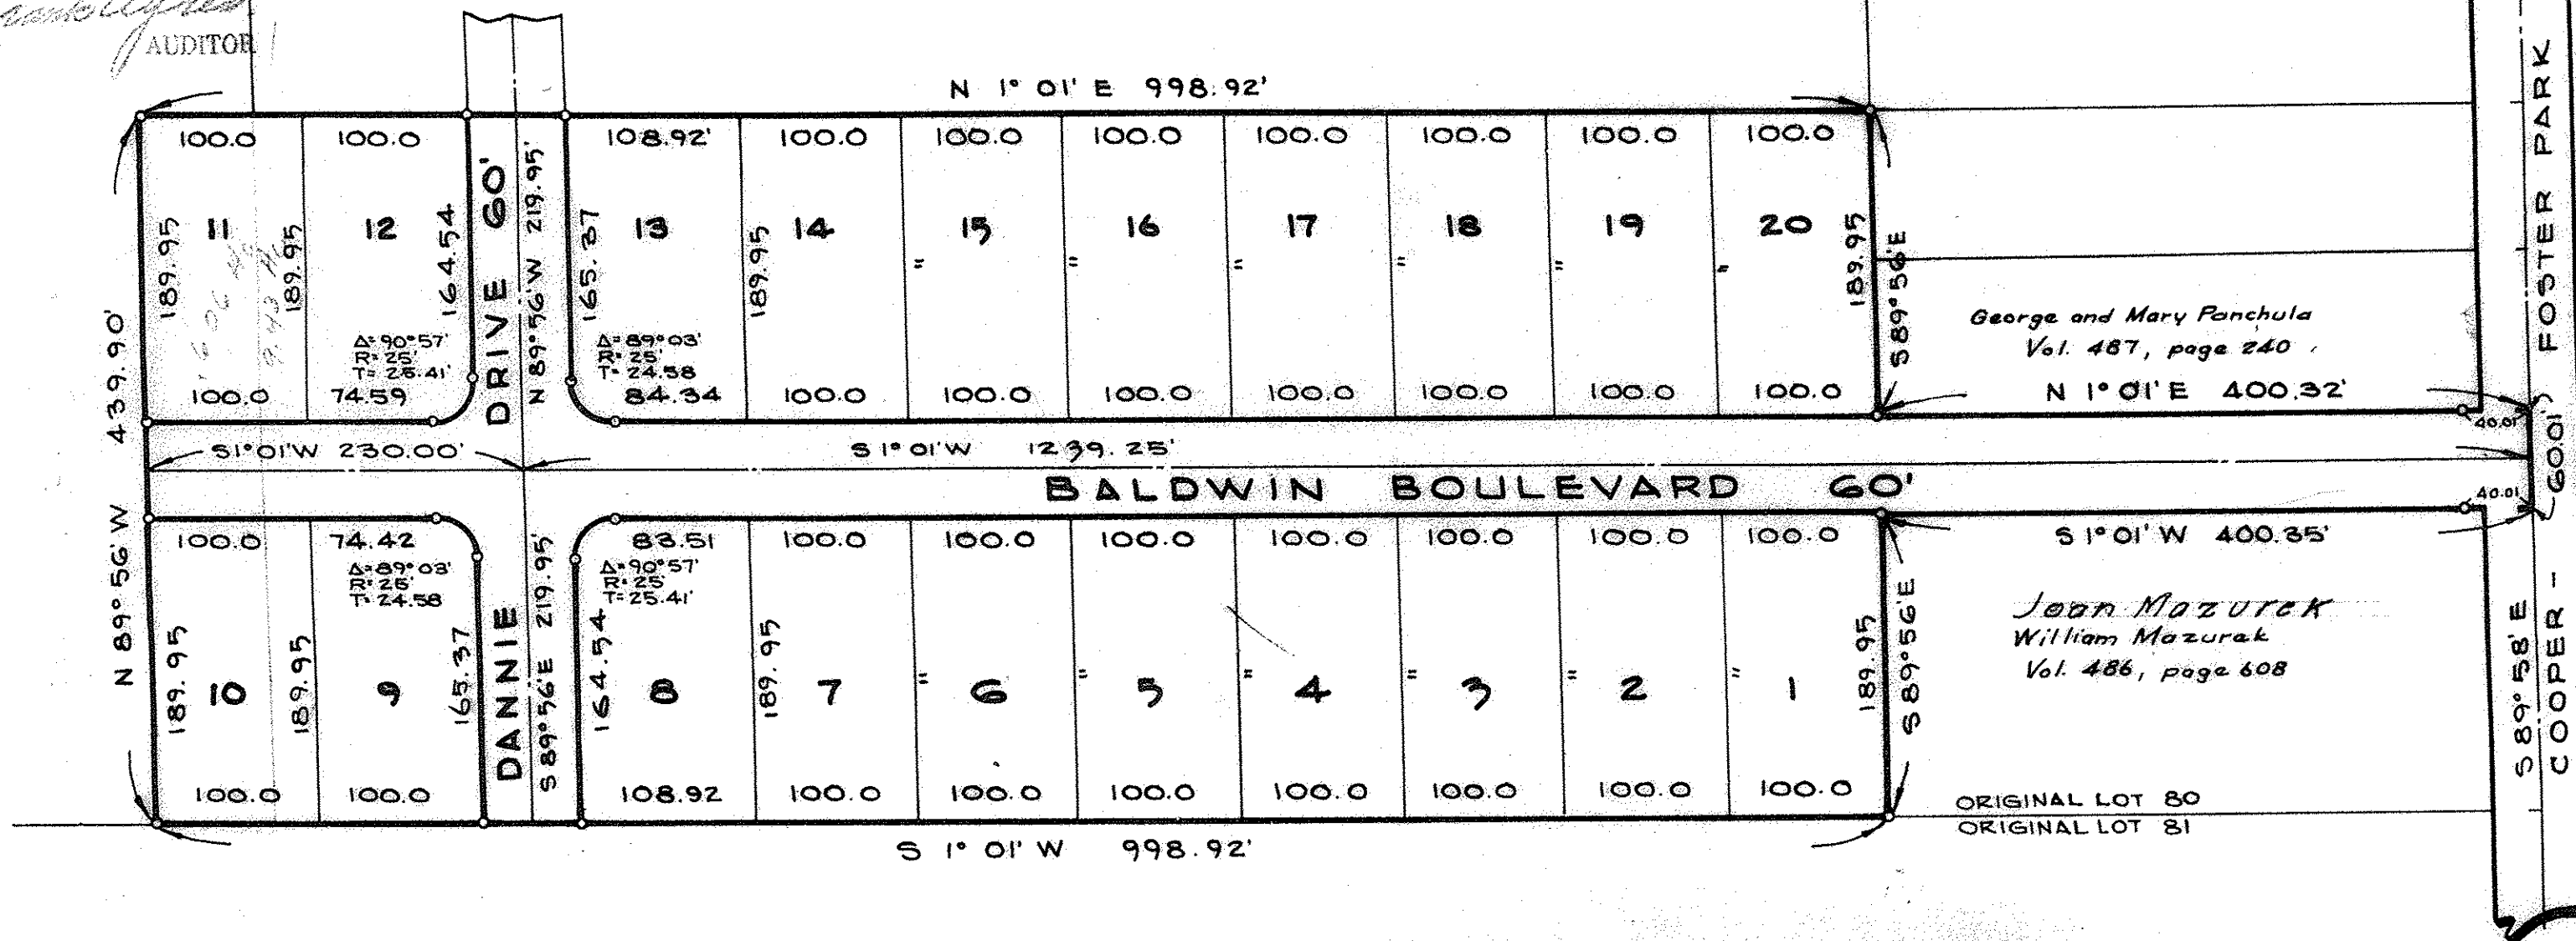 AUDITOR
N 1° 01' E 998.92'
100.0 100.0 108.92' 100.0 100.0 100.0 100.0 100.0 100.0 100.0
189.95 11 189.95 12 164.54 DRIVE 60' N 89°56'W 219.95' 165.37 13 189.95 14 = 15 = 16 = 17 = 18 = 19 = 20 189.95 S89°56'E
Δ=90°57'
R=25'
T=25.41'
Δ=89°03'
R=25'
T=24.58
100.0 74.59 84.34 100.0 100.0 100.0 100.0 100.0 100.0 100.0
George and Mary Panchula
Vol. 487, page 240
N 1° 01' E 400.32'
N 89° 56' W 439.90'
S1°01'W 230.00'
S 1° 01'W 1239.25'
40.01
BALDWIN BOULEVARD 60'
40.01
60.01
100.0 74.42 83.51 100.0 100.0 100.0 100.0 100.0 100.0 100.0
S 1° 01' W 400.35'
Δ=89°03'
R=25'
T=24.58
Δ=90°57'
R=25'
T=25.41'
189.95 10 189.95 9 165.37 DANNIE S89°56'E 219.95' 164.54 8 189.95 7 = 6 = 5 = 4 = 3 = 2 = 1 189.95 S89°56'E
Joan Mazurek
William Mazurek
Vol. 486, page 608
100.0 100.0 108.92 100.0 100.0 100.0 100.0 100.0 100.0 100.0
ORIGINAL LOT 80
ORIGINAL LOT 81
S 1° 01' W 998.92'
S89°58'E
COOPER - FOSTER PARK